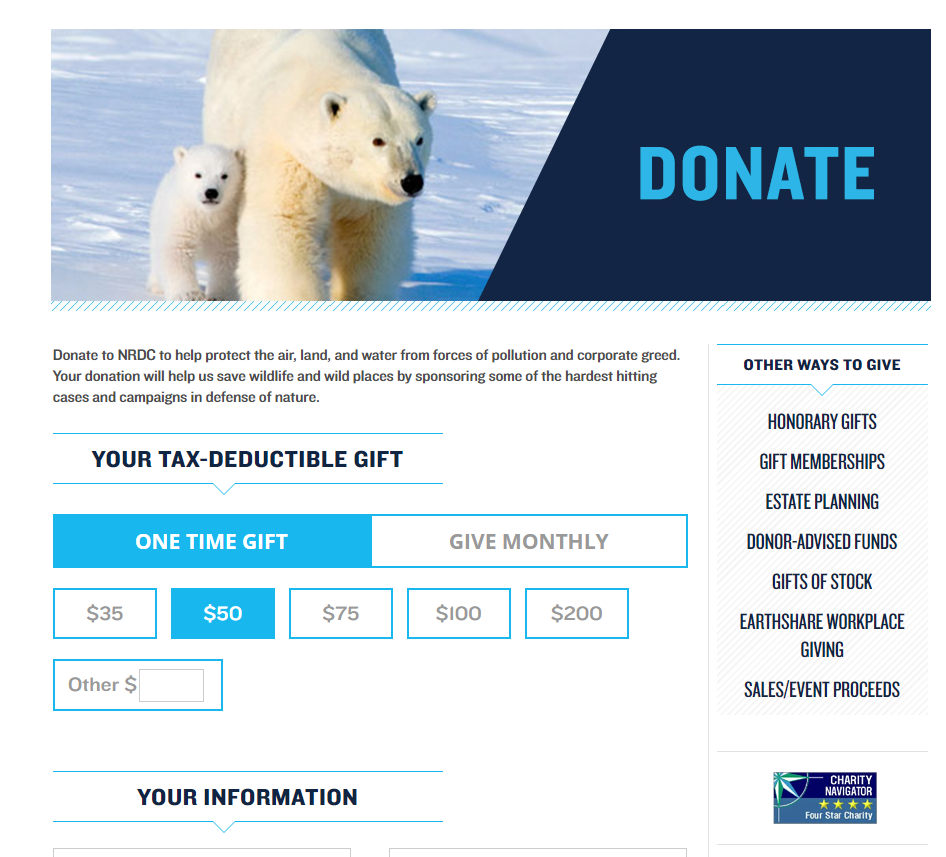 DONATE
Donate to NRDC to help protect the air, land, and water from forces of pollution and corporate greed.
Your donation will help us save wildlife and wild places by sponsoring some of the hardest hitting
cases and campaigns in defense of nature.
YOUR TAX-DEDUCTIBLE GIFT
ONE TIME GIFT
GIVE MONTHLY
$35
$50
$75
$100
$200
Other $
YOUR INFORMATION
OTHER WAYS TO GIVE
HONORARY GIFTS
GIFT MEMBERSHIPS
ESTATE PLANNING
DONOR-ADVISED FUNDS
GIFTS OF STOCK
EARTHSHARE WORKPLACE
GIVING
SALES/EVENT PROCEEDS
CHARITY
NAVIGATOR
Four Star Charity